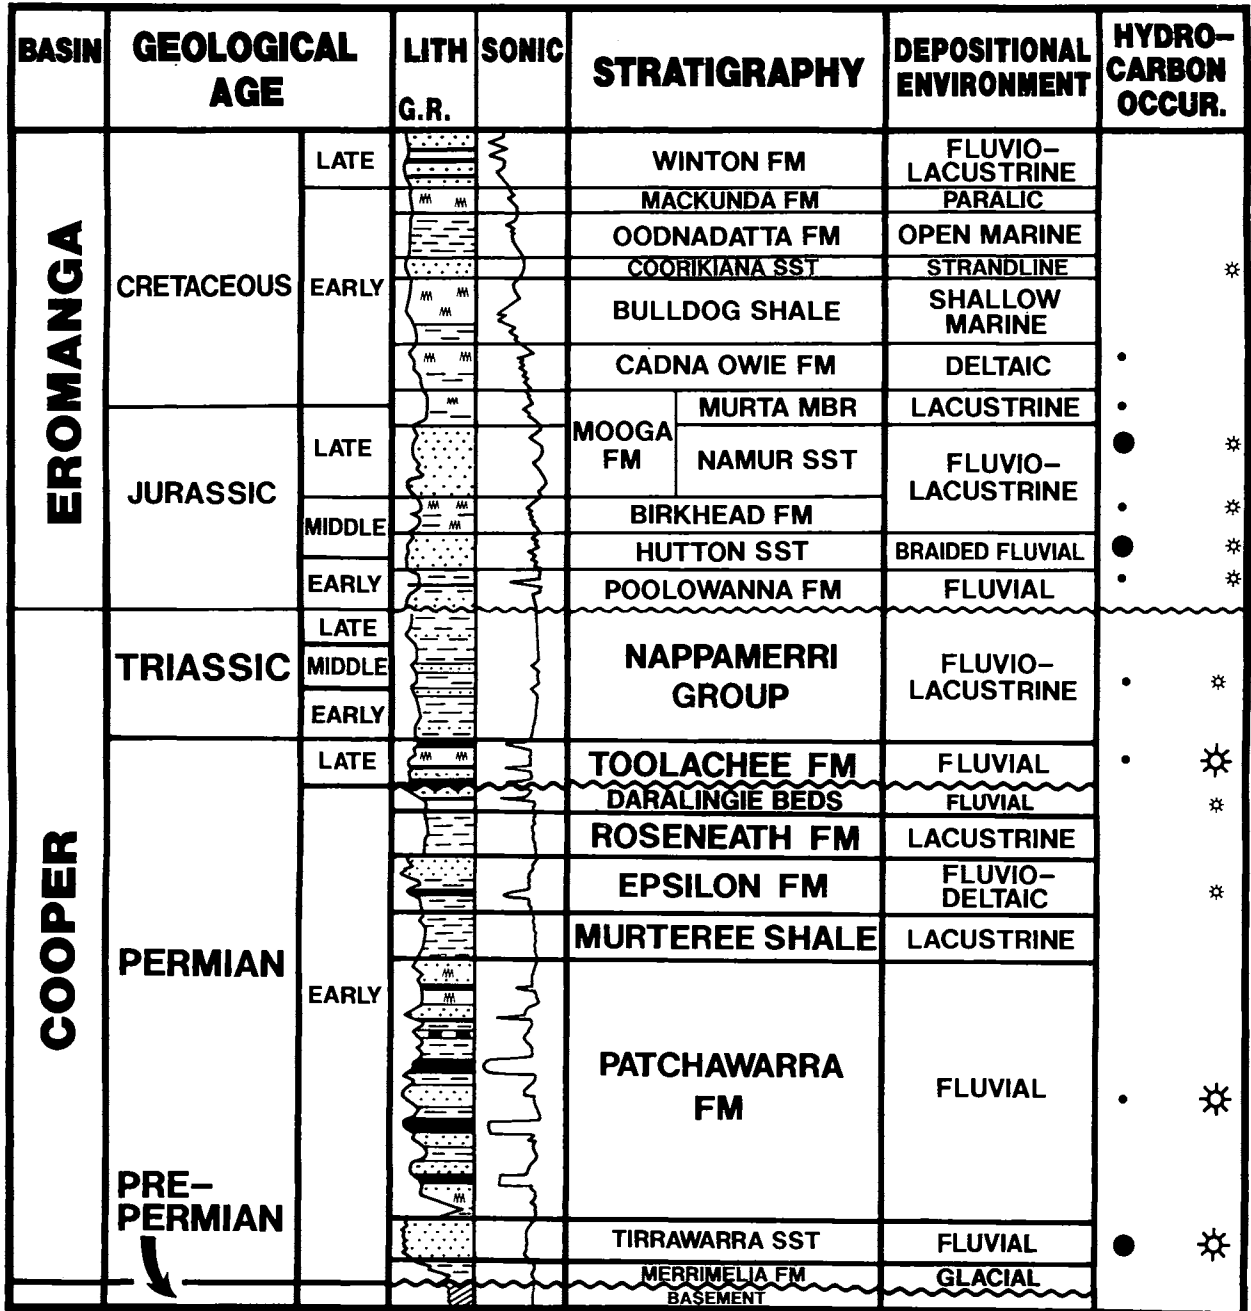 BASIN
GEOLOGICAL
AGE
LITH
G.R.
SONIC
STRATIGRAPHY
DEPOSITIONAL
ENVIRONMENT
HYDRO-
CARBON
OCCUR.
EROMANGA
CRETACEOUS
LATE
WINTON FM
FLUVIO-
LACUSTRINE
EARLY
MACKUNDA FM
PARALIC
OODNADATTA FM
OPEN MARINE
COORIKIANA SST
STRANDLINE
BULLDOG SHALE
SHALLOW
MARINE
CADNA OWIE FM
DELTAIC
JURASSIC
LATE
MOOGA
FM
MURTA MBR
LACUSTRINE
NAMUR SST
FLUVIO-
LACUSTRINE
MIDDLE
BIRKHEAD FM
HUTTON SST
BRAIDED FLUVIAL
EARLY
POOLOWANNA FM
FLUVIAL
COOPER
TRIASSIC
LATE
MIDDLE
EARLY
NAPPAMERRI
GROUP
FLUVIO-
LACUSTRINE
PERMIAN
LATE
TOOLACHEE FM
FLUVIAL
EARLY
DARALINGIE BEDS
FLUVIAL
ROSENEATH FM
LACUSTRINE
EPSILON FM
FLUVIO-
DELTAIC
MURTEREE SHALE
LACUSTRINE
PATCHAWARRA
FM
FLUVIAL
PRE-
PERMIAN
TIRRAWARRA SST
FLUVIAL
MERRIMELIA FM
GLACIAL
BASEMENT